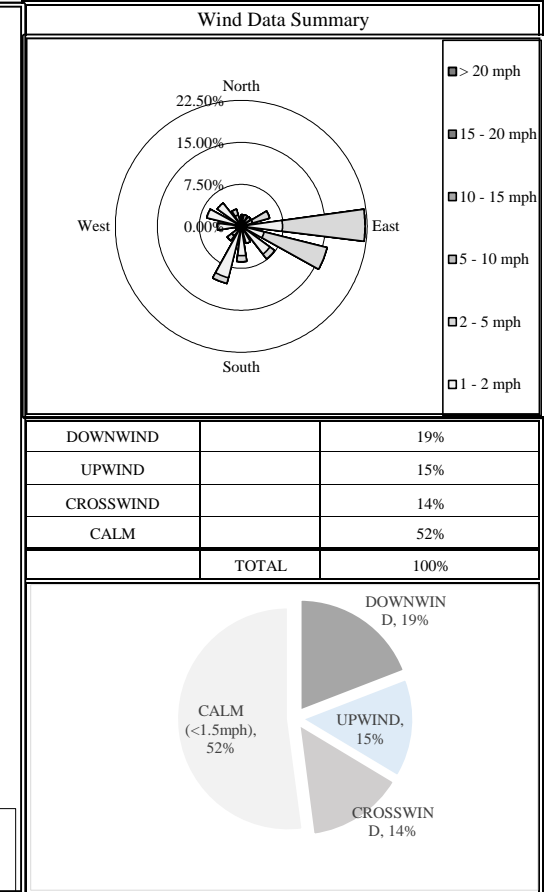 Wind Data Summary
North
22.50%
15.00%
7.50%
0.00%
West
East
South
> 20 mph
15 - 20 mph
10 - 15 mph
5 - 10 mph
2 - 5 mph
1 - 2 mph
DOWNWIND 19%
UPWIND 15%
CROSSWIND 14%
CALM 52%
TOTAL 100%
DOWNWIN
D, 19%
UPWIND,
15%
CROSSWIN
D, 14%
CALM
(<1.5mph),
52%